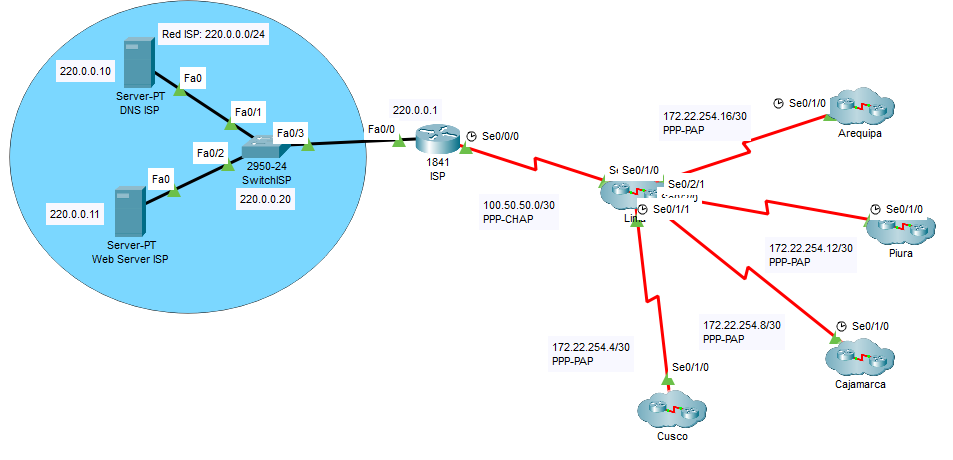 Red ISP: 220.0.0.0/24
220.0.0.10
Fa0
Server-PT
DNS ISP
Fa0/1
Fa0/3
Fa0/2
2950-24
SwitchISP
220.0.0.20
Fa0
220.0.0.11
Server-PT
Web Server ISP
220.0.0.1
Fa0/0
Se0/0/0
1841
ISP
100.50.50.0/30
PPP-CHAP
Se0/1/0
Se0/2/1
Se0/1/1
172.22.254.16/30
PPP-PAP
Se0/1/0
Arequipa
Se0/1/0
Piura
172.22.254.12/30
PPP-PAP
172.22.254.8/30
PPP-PAP
Se0/1/0
Cajamarca
172.22.254.4/30
PPP-PAP
Se0/1/0
Cusco